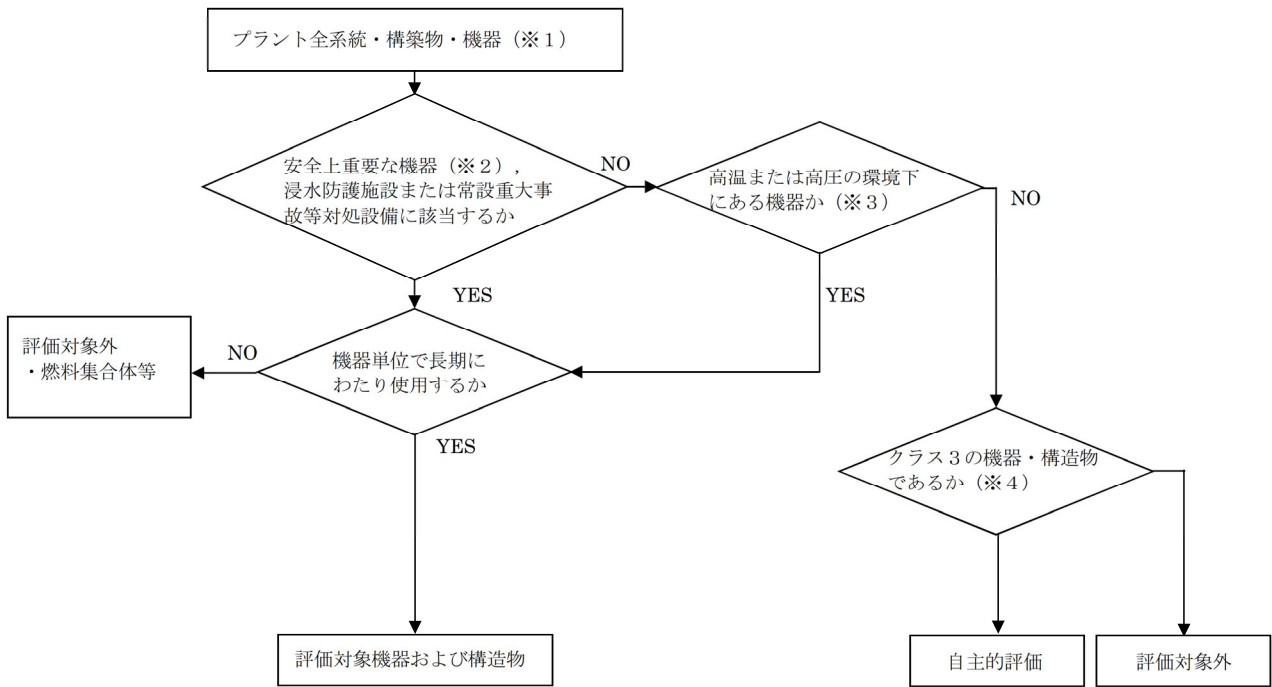 プラント全系統・構築物・機器（※１）
安全上重要な機器（※２），
浸水防護施設または常設重大事
故等対処設備に該当するか
NO
高温または高圧の環境下
にある機器か（※３）
NO
YES
YES
評価対象外
・燃料集合体等
NO
機器単位で長期に
わたり使用するか
YES
クラス３の機器・構造物
であるか（※４）
評価対象機器および構造物
自主的評価
評価対象外